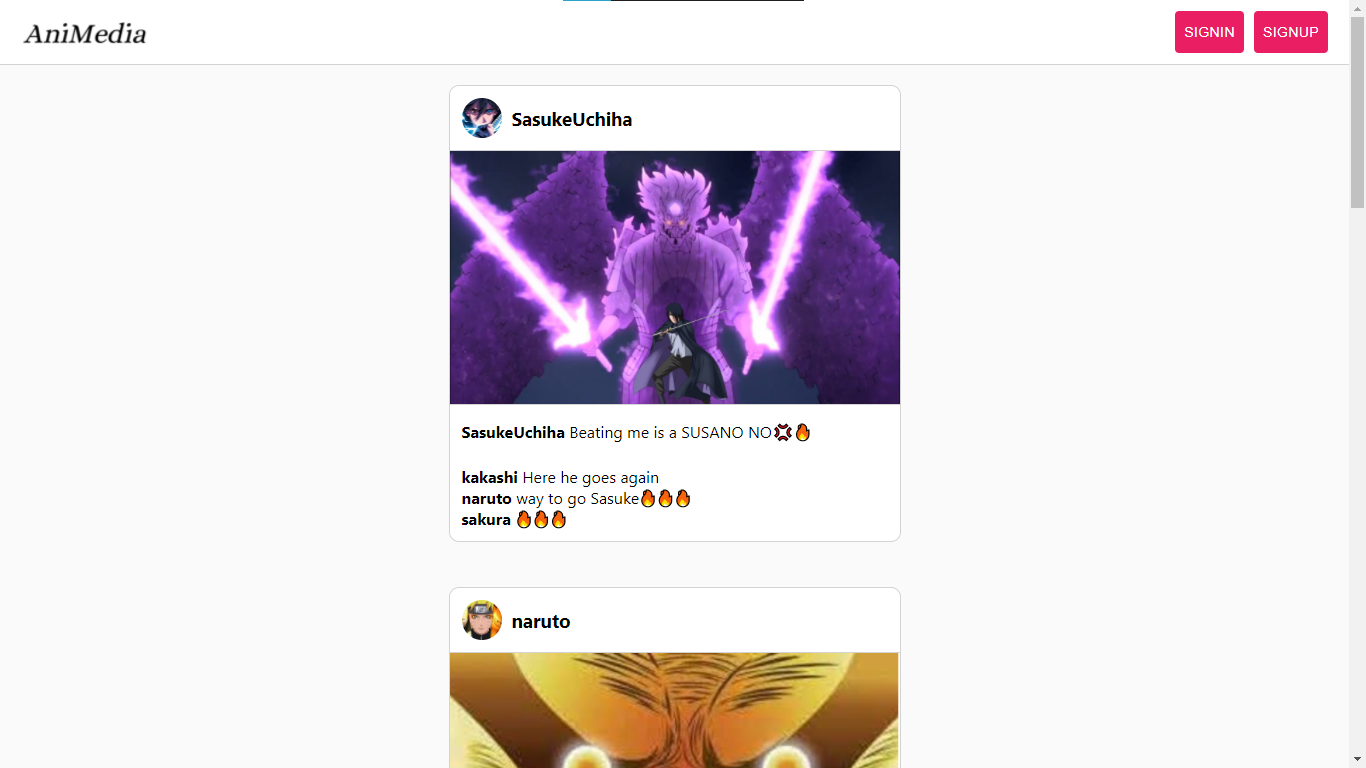 AniMedia
SIGNIN SIGNUP
SasukeUchiha
SasukeUchiha Beating me is a SUSANO NO💢🔥
kakashi Here he goes again
naruto way to go Sasuke🔥🔥🔥
sakura 🔥🔥🔥
naruto